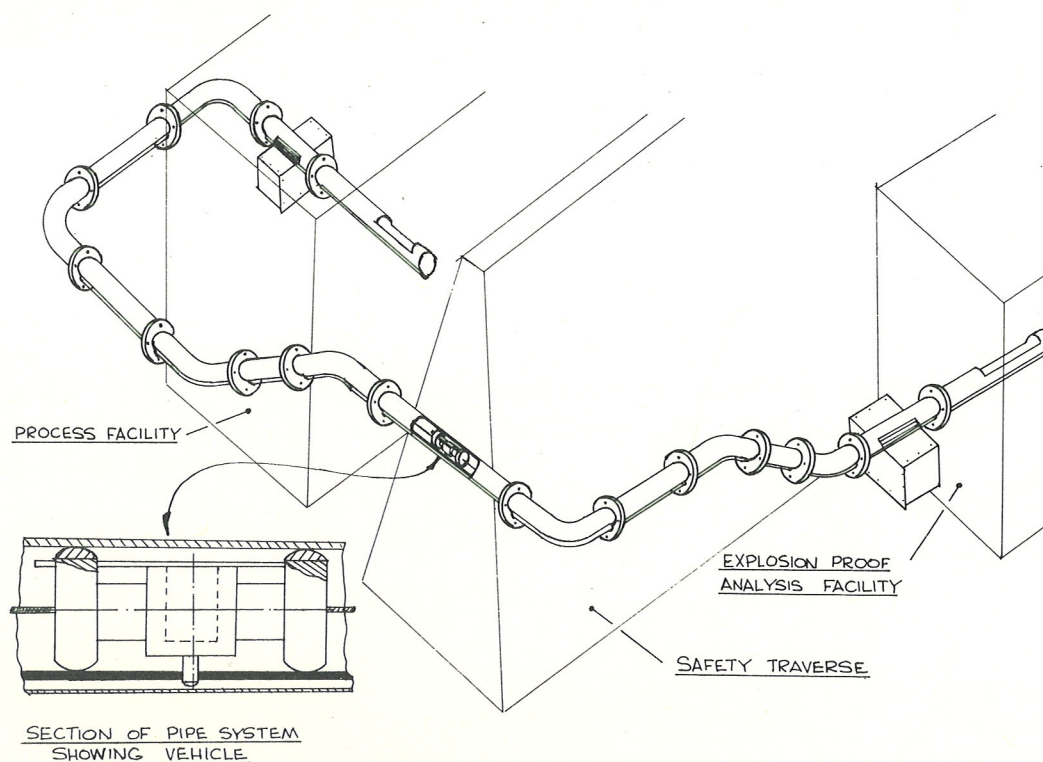 PROCESS FACILITY
EXPLOSION PROOF
ANALYSIS FACILITY
SAFETY TRAVERSE
SECTION OF PIPE SYSTEM
SHOWING VEHICLE